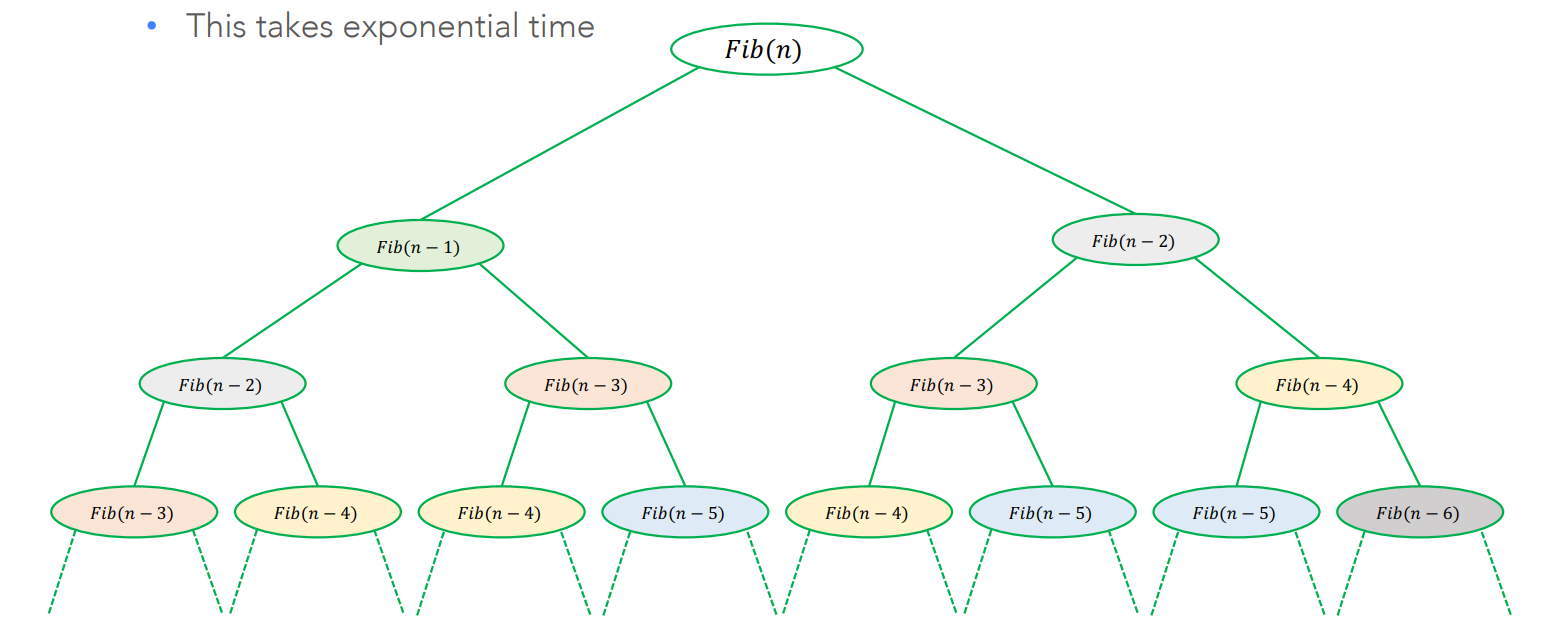 • This takes exponential time
Fib(n)
Fib(n − 1)
Fib(n − 2)
Fib(n − 2)
Fib(n − 3)
Fib(n − 3)
Fib(n − 4)
Fib(n − 3)
Fib(n − 4)
Fib(n − 4)
Fib(n − 5)
Fib(n − 4)
Fib(n − 5)
Fib(n − 5)
Fib(n − 6)